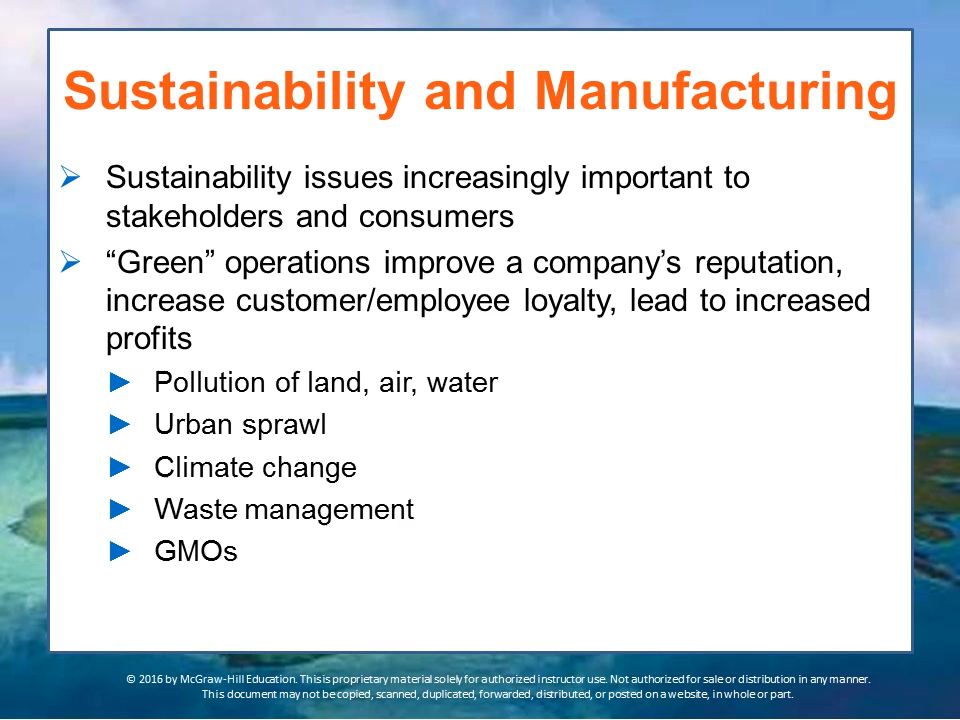 Sustainability and Manufacturing
Sustainability issues increasingly important to
stakeholders and consumers
“Green” operations improve a company’s reputation,
increase customer/employee loyalty, lead to increased
profits
Pollution of land, air, water
Urban sprawl
Climate change
Waste management
GMOs
© 2016 by McGraw-Hill Education. This is proprietary material solely for authorized instructor use. Not authorized for sale or distribution in any manner.
This document may not be copied, scanned, duplicated, forwarded, distributed, or posted on a website, in whole or part.